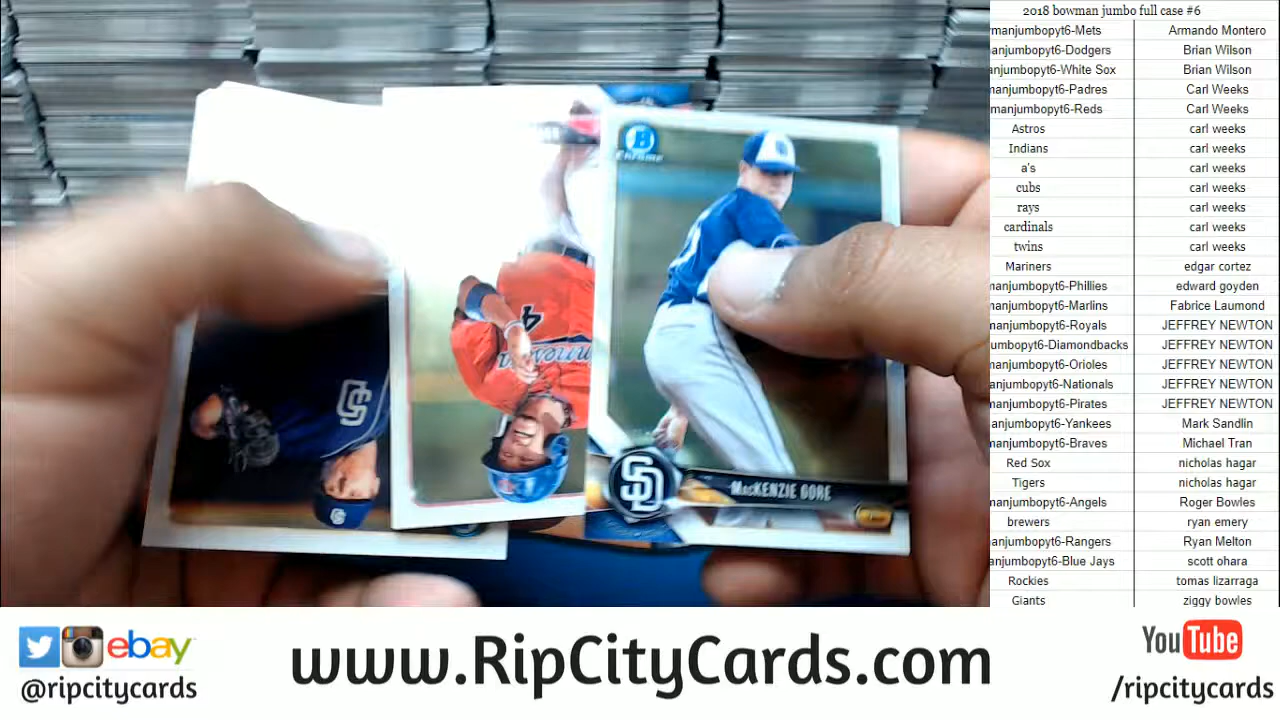 2018 bowman jumbo full case #6
manjumbopyt6-Mets Armando Montero
anjumbopyt6-Dodgers Brian Wilson
anjumbopyt6-White Sox Brian Wilson
manjumbopyt6-Padres Carl Weeks
manjumbopyt6-Reds Carl Weeks
Astros carl weeks
Indians carl weeks
a's carl weeks
cubs carl weeks
rays carl weeks
cardinals carl weeks
twins carl weeks
Mariners edgar cortez
manjumbopyt6-Phillies edward goyden
manjumbopyt6-Marlins Fabrice Laumond
manjumbopyt6-Royals JEFFREY NEWTON
umbopyt6-Diamondbacks JEFFREY NEWTON
manjumbopyt6-Orioles JEFFREY NEWTON
manjumbopyt6-Nationals JEFFREY NEWTON
manjumbopyt6-Pirates JEFFREY NEWTON
manjumbopyt6-Yankees Mark Sandlin
manjumbopyt6-Braves Michael Tran
Red Sox nicholas hagar
Tigers nicholas hagar
manjumbopyt6-Angels Roger Bowles
brewers ryan emery
manjumbopyt6-Rangers Ryan Melton
anjumbopyt6-Blue Jays scott ohara
Rockies tomas lizarraga
Giants ziggy bowles
B
Chrome
4
SD
MacKENZIE GORE
ebay
@ripcitycards
www.RipCityCards.com
YouTube
/ripcitycards